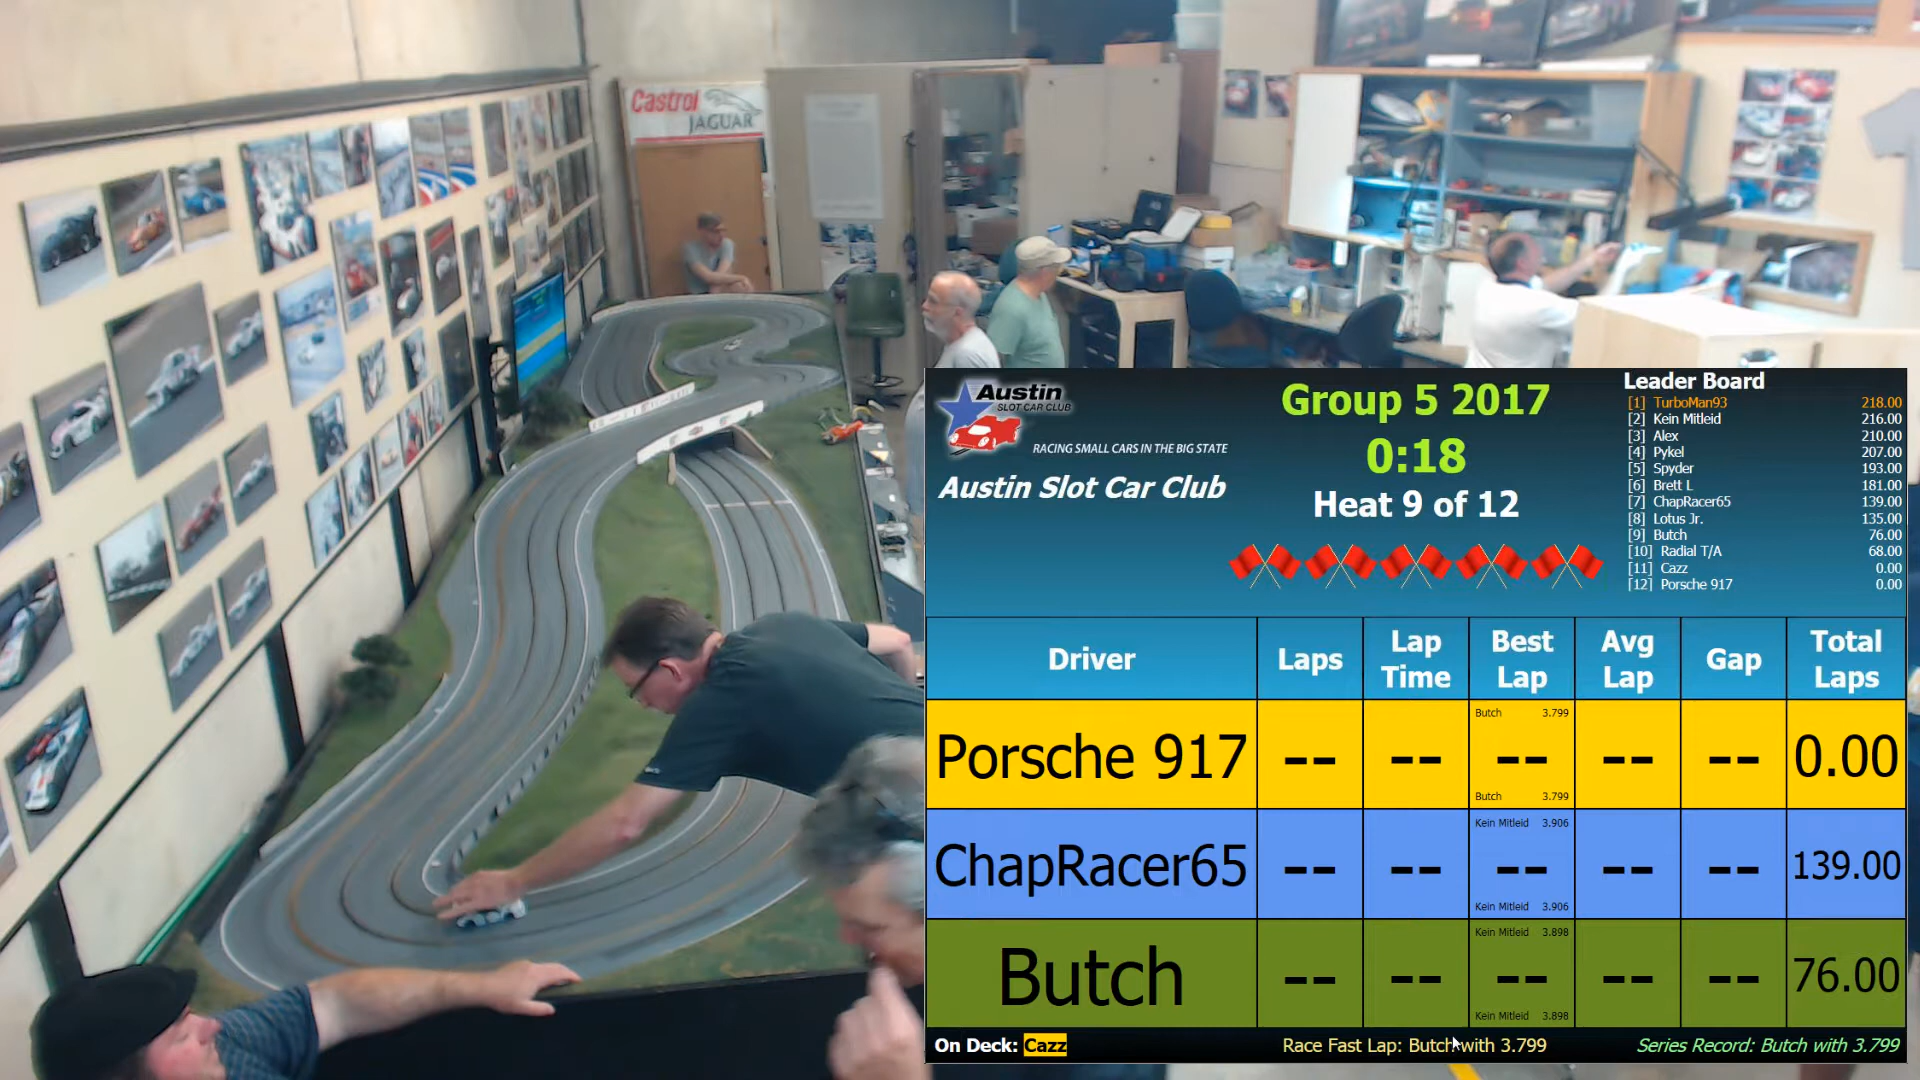 Castrol
JAGUAR
Austin
SLOT CAR CLUB
RACING SMALL CARS IN THE BIG STATE
Austin Slot Car Club
Group 5 2017
0:18
Heat 9 of 12
Leader Board
[1] TurboMan93 218.00
[2] Kein Mitleid 216.00
[3] Alex 210.00
[4] Pykel 207.00
[5] Spyder 193.00
[6] Brett L 181.00
[7] ChapRacer65 139.00
[8] Lotus Jr. 135.00
[9] Butch 76.00
[10] Radial T/A 68.00
[11] Cazz 0.00
[12] Porsche 917 0.00
Driver Laps Lap Time Best Lap Avg Lap Gap Total Laps
Butch 3.799
Porsche 917 -- -- -- -- -- 0.00
Butch 3.799
Kein Mitleid 3.906
ChapRacer65 -- -- -- -- -- 139.00
Kein Mitleid 3.906
Kein Mitleid 3.898
Butch -- -- -- -- -- 76.00
Kein Mitleid 3.898
On Deck: Cazz
Race Fast Lap: Butch with 3.799
Series Record: Butch with 3.799